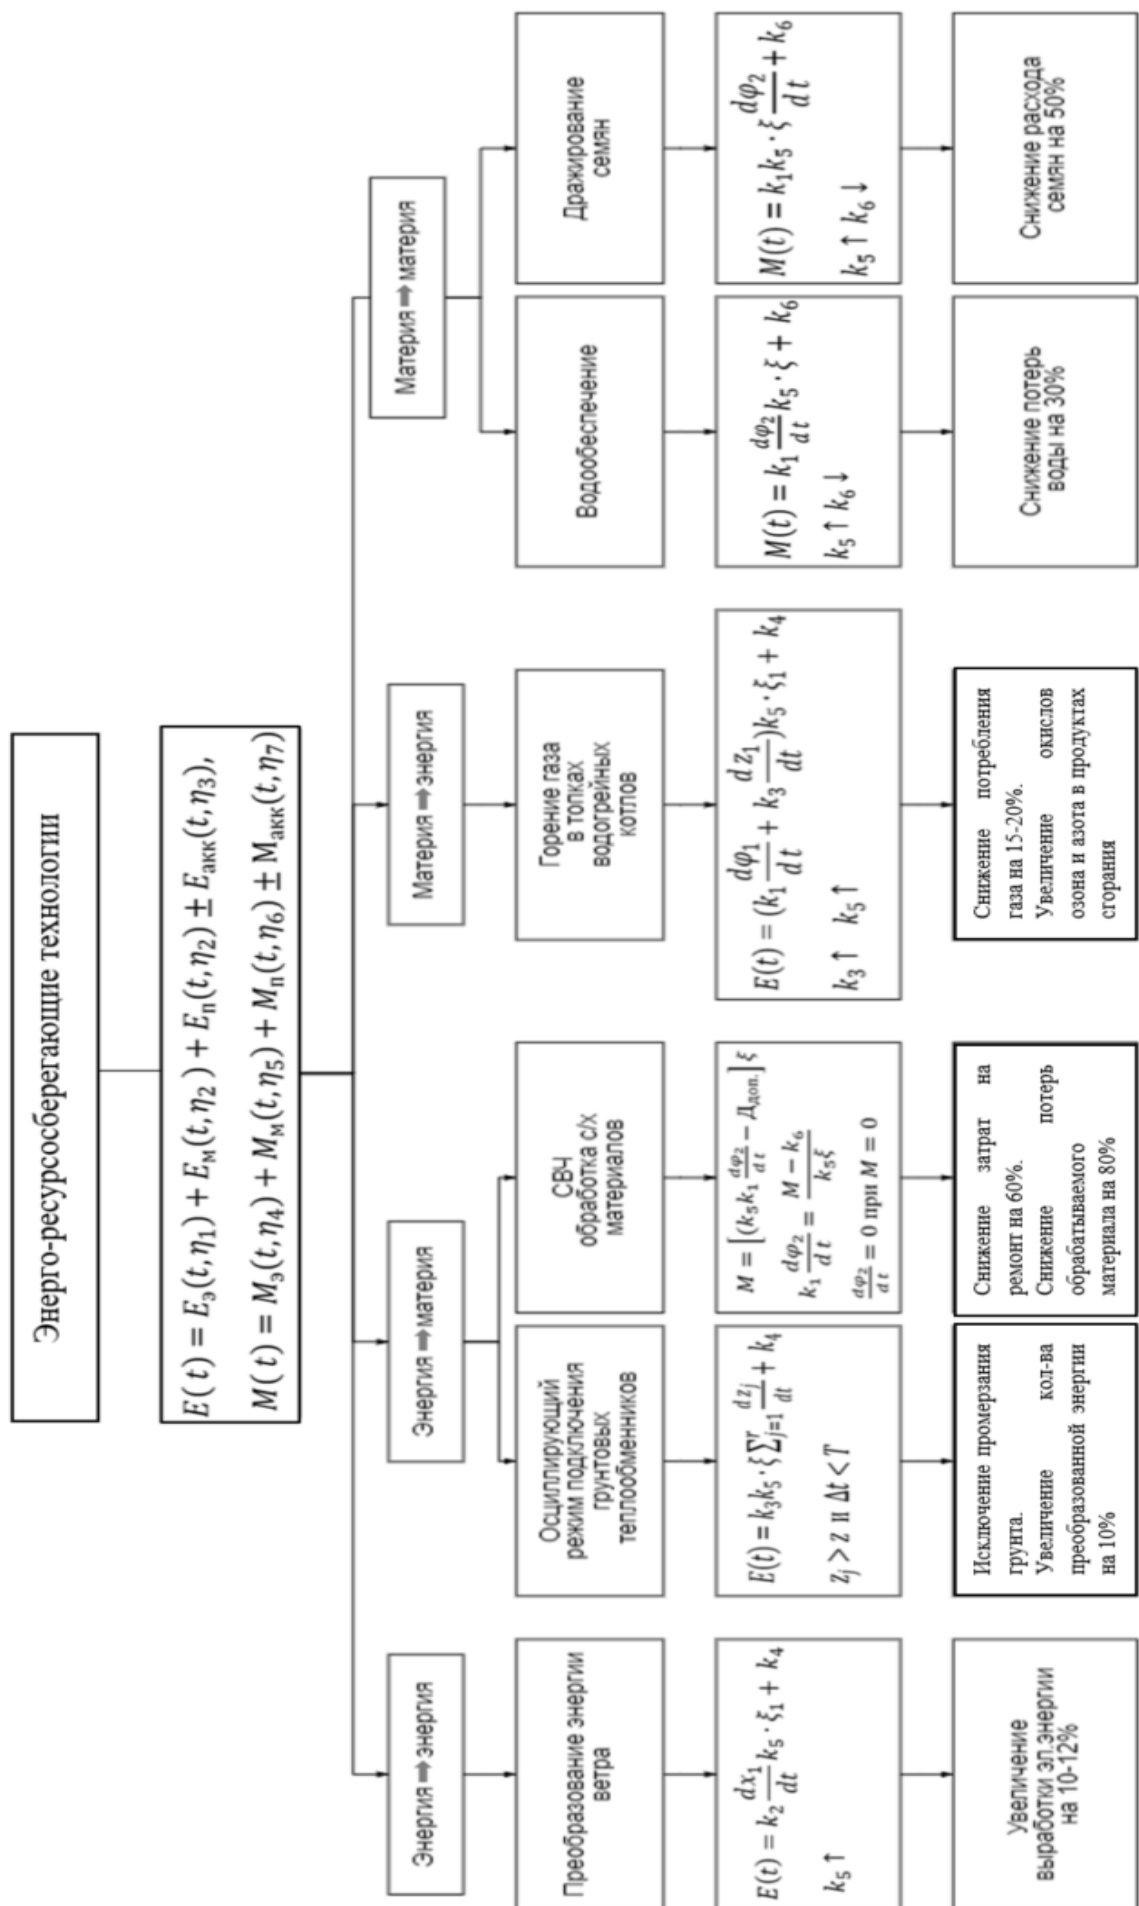 Энерго-ресурсосберегающие технологии
E(t) = E_э(t, η_1) + E_м(t, η_2) + E_п(t, η_2) ± E_акк(t, η_3),
M(t) = M_э(t, η_4) + M_м(t, η_5) + M_п(t, η_6) ± M_акк(t, η_7)
Энергия ➡ энергия
Преобразование энергии
ветра
E(t) = k_2 dx_1/dt k_5 · ξ_1 + k_4
k_5 ↑
Увеличение
выработки эл.энергии
на 10-12%
Энергия ➡ материя
Осциллирующий
режим подключения
грунтовых
теплообменников
E(t) = k_3k_5 · ξ ∑_{j=1}^{r} dz_j/dt + k_4
z_j > z и Δt < T
Исключение промерзания
грунта.
Увеличение кол-ва
преобразованной энергии
на 10%
СВЧ
обработка с/х
материалов
M = [(k_5k_1 dφ_2/dt − Д_доп.] ξ
k_1 dφ_2/dt = (M − k_6)/(k_5ξ)
dφ_2/dt = 0 при M = 0
Снижение затрат на
ремонт на 60%.
Снижение потерь
обрабатываемого
материала на 80%
Материя ➡ энергия
Горение газа
в топках
водогрейных
котлов
E(t) = (k_1 dφ_1/dt + k_3 dz_1/dt)k_5 · ξ_1 + k_4
k_3 ↑ k_5 ↑
Снижение потребления
газа на 15-20%.
Увеличение окислов
озона и азота в продуктах
сгорания
Материя ➡ материя
Водообеспечение
M(t) = k_1 dφ_2/dt k_5 · ξ + k_6
k_5 ↑ k_6 ↓
Снижение потерь
воды на 30%
Дражирование
семян
M(t) = k_1k_5 · ξ dφ_2/dt + k_6
k_5 ↑ k_6 ↓
Снижение расхода
семян на 50%